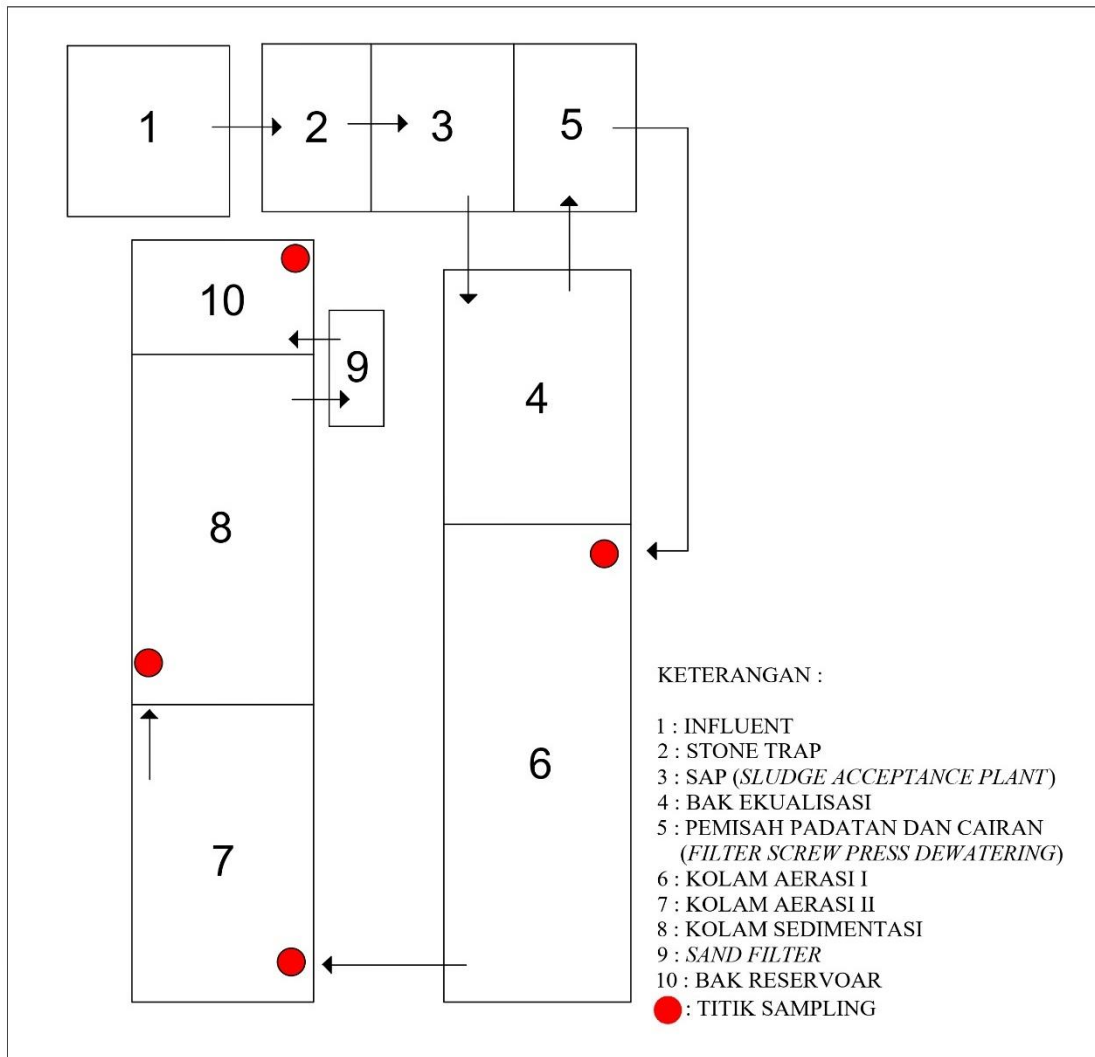 1
2
3
5
10
9
4
8
6
7
KETERANGAN :
1 : INFLUENT
2 : STONE TRAP
3 : SAP (SLUDGE ACCEPTANCE PLANT)
4 : BAK EKUALISASI
5 : PEMISAH PADATAN DAN CAIRAN
(FILTER SCREW PRESS DEWATERING)
6 : KOLAM AERASI I
7 : KOLAM AERASI II
8 : KOLAM SEDIMENTASI
9 : SAND FILTER
10 : BAK RESERVOAR
: TITIK SAMPLING